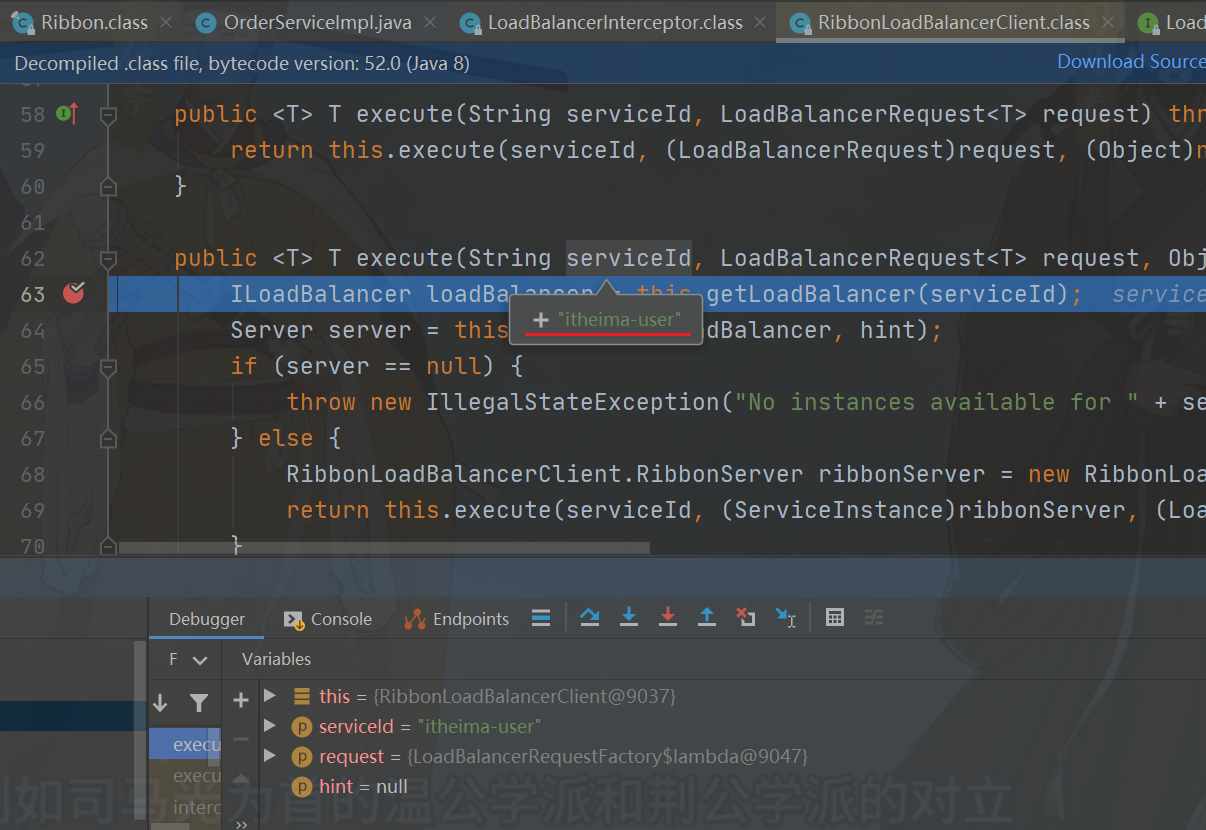 Ribbon.class × OrderServiceImpl.java × LoadBalancerInterceptor.class × RibbonLoadBalancerClient.class × Load
Decompiled .class file, bytecode version: 52.0 (Java 8) Download Source
58 public <T> T execute(String serviceId, LoadBalancerRequest<T> request) thr
59 return this.execute(serviceId, (LoadBalancerRequest)request, (Object)n
60 }
61
62 public <T> T execute(String serviceId, LoadBalancerRequest<T> request, Obj
63 ILoadBalancer loadBalancer = this.getLoadBalancer(serviceId); service
+ "itheima-user"
64 Server server = this dBalancer, hint);
65 if (server == null) {
66 throw new IllegalStateException("No instances available for " + se
67 } else {
68 RibbonLoadBalancerClient.RibbonServer ribbonServer = new RibbonLoa
69 return this.execute(serviceId, (ServiceInstance)ribbonServer, (Loa
70 }
Debugger Console Endpoints
F Variables
this = {RibbonLoadBalancerClient@9037}
serviceId = "itheima-user"
request = {LoadBalancerRequestFactory$lambda@9047}
hint = null
execu
execu
interc
如司马光为首的温公学派和荆公学派的对立